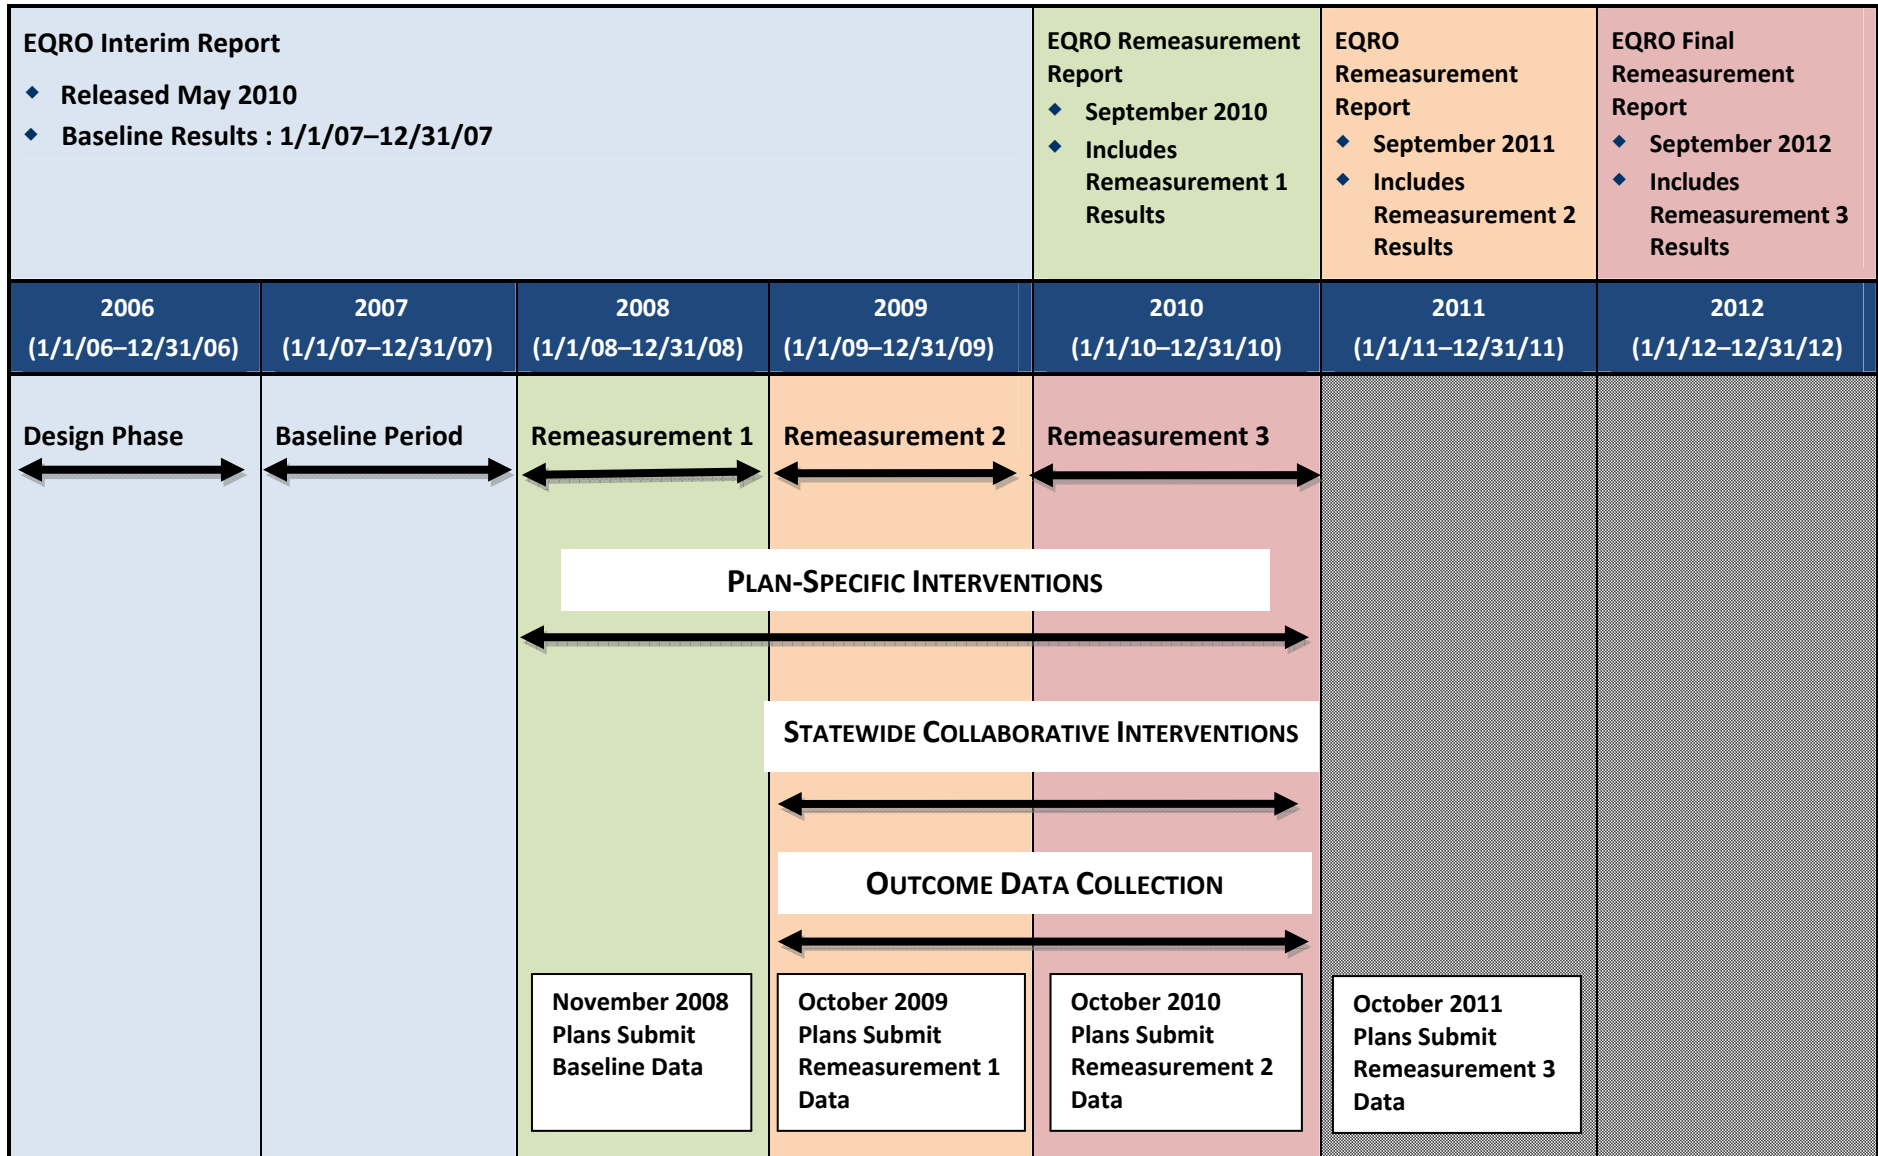 EQRO Interim Report
◆ Released May 2010
◆ Baseline Results : 1/1/07–12/31/07
EQRO Remeasurement
Report
◆ September 2010
◆ Includes
Remeasurement 1
Results
EQRO
Remeasurement
Report
◆ September 2011
◆ Includes
Remeasurement 2
Results
EQRO Final
Remeasurement
Report
◆ September 2012
◆ Includes
Remeasurement 3
Results
2006
(1/1/06–12/31/06)
2007
(1/1/07–12/31/07)
2008
(1/1/08–12/31/08)
2009
(1/1/09–12/31/09)
2010
(1/1/10–12/31/10)
2011
(1/1/11–12/31/11)
2012
(1/1/12–12/31/12)
Design Phase
Baseline Period
Remeasurement 1
Remeasurement 2
Remeasurement 3
PLAN-SPECIFIC INTERVENTIONS
STATEWIDE COLLABORATIVE INTERVENTIONS
OUTCOME DATA COLLECTION
November 2008
Plans Submit
Baseline Data
October 2009
Plans Submit
Remeasurement 1
Data
October 2010
Plans Submit
Remeasurement 2
Data
October 2011
Plans Submit
Remeasurement 3
Data